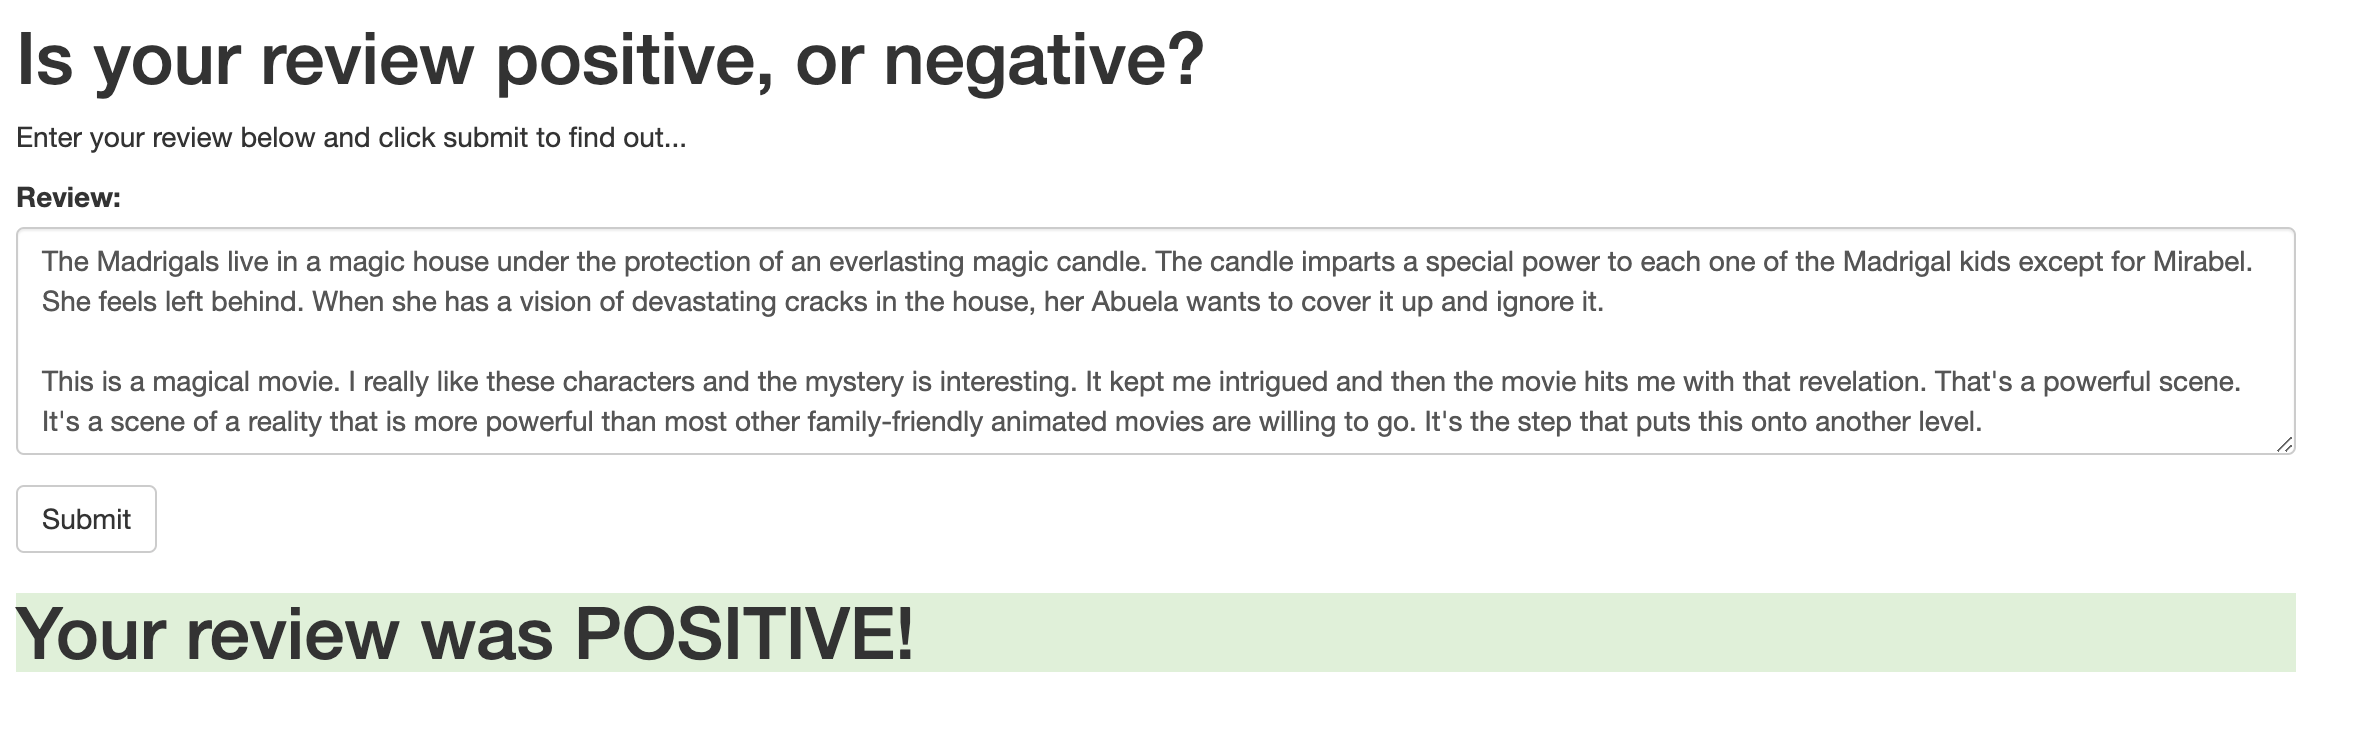 Is your review positive, or negative?
Enter your review below and click submit to find out...
Review:
The Madrigals live in a magic house under the protection of an everlasting magic candle. The candle imparts a special power to each one of the Madrigal kids except for Mirabel.
She feels left behind. When she has a vision of devastating cracks in the house, her Abuela wants to cover it up and ignore it.
This is a magical movie. I really like these characters and the mystery is interesting. It kept me intrigued and then the movie hits me with that revelation. That's a powerful scene.
It's a scene of a reality that is more powerful than most other family-friendly animated movies are willing to go. It's the step that puts this onto another level.
Submit
Your review was POSITIVE!